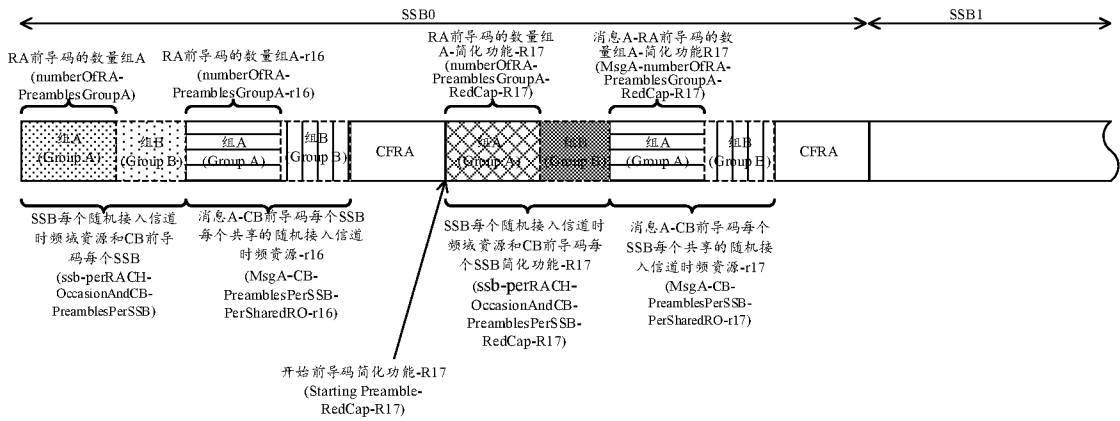 SSB0
SSB1
RA前导码的数量组A
(numberOfRA-
PreamblesGroupA)
RA前导码的数量组A-r16
(numberOfRA-
PreamblesGroupA-r16)
RA前导码的数量组
A-简化功能-R17
(numberOfRA-
PreamblesGroupA-
RedCap-R17)
消息A-RA前导码的数
量组A-简化功能R17
(MsgA-numberOfRA-
PreamblesGroupA-
RedCap-R17)
组A
(Group A)
组B
(Group B)
组A
(Group A)
组B
(Group B)
CFRA
组A
(Group A)
组B
(Group B)
组A
(Group A)
组B
(Group B)
CFRA
SSB每个随机接入信道
时频域资源和CB前导
码每个SSB
(ssb-perRACH-
OccasionAndCB-
PreamblesPerSSB)
消息A-CB前导码每个SSB
每个共享的随机接入信道
时频资源-r16
(MsgA-CB-
PreamblesPerSSB-
PerSharedRO-r16)
SSB每个随机接入信道时
频域资源和CB前导码每
个SSB简化功能-R17
(ssb-perRACH-
OccasionAndCB-
PreamblesPerSSB-
RedCap-R17)
消息A-CB前导码每个
SSB每个共享的随机接
入信道时频资源-r17
(MsgA-CB-
PreamblesPerSSB-
PerSharedRO-r17)
开始前导码简化功能-R17
(Starting Preamble-
RedCap-R17)